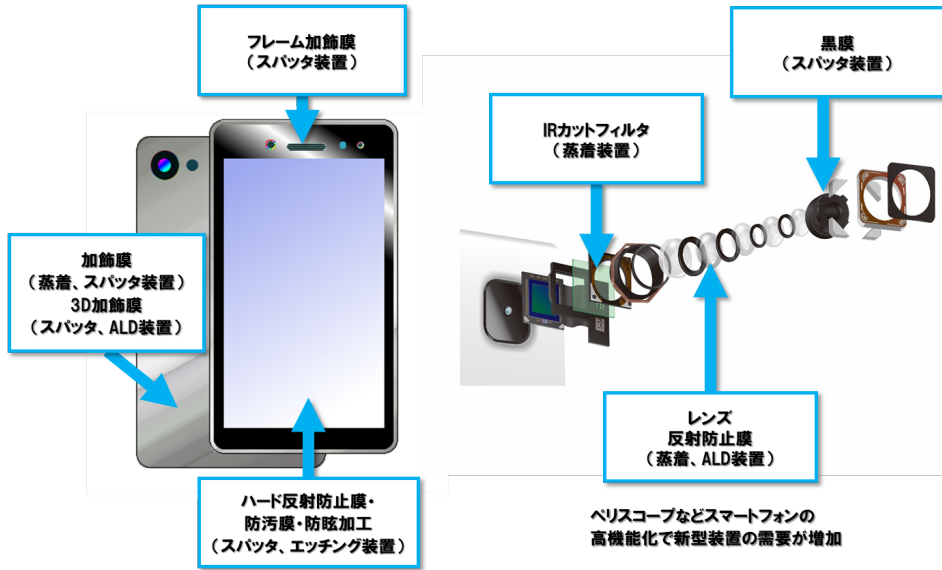 フレーム加飾膜
(スパッタ装置)
黒膜
(スパッタ装置)
IRカットフィルタ
(蒸着装置)
加飾膜
(蒸着、スパッタ装置)
3D加飾膜
(スパッタ、ALD装置)
レンズ
反射防止膜
(蒸着、ALD装置)
ハード反射防止膜・
防汚膜・防眩加工
(スパッタ、エッチング装置)
ペリスコープなどスマートフォンの
高機能化で新型装置の需要が増加